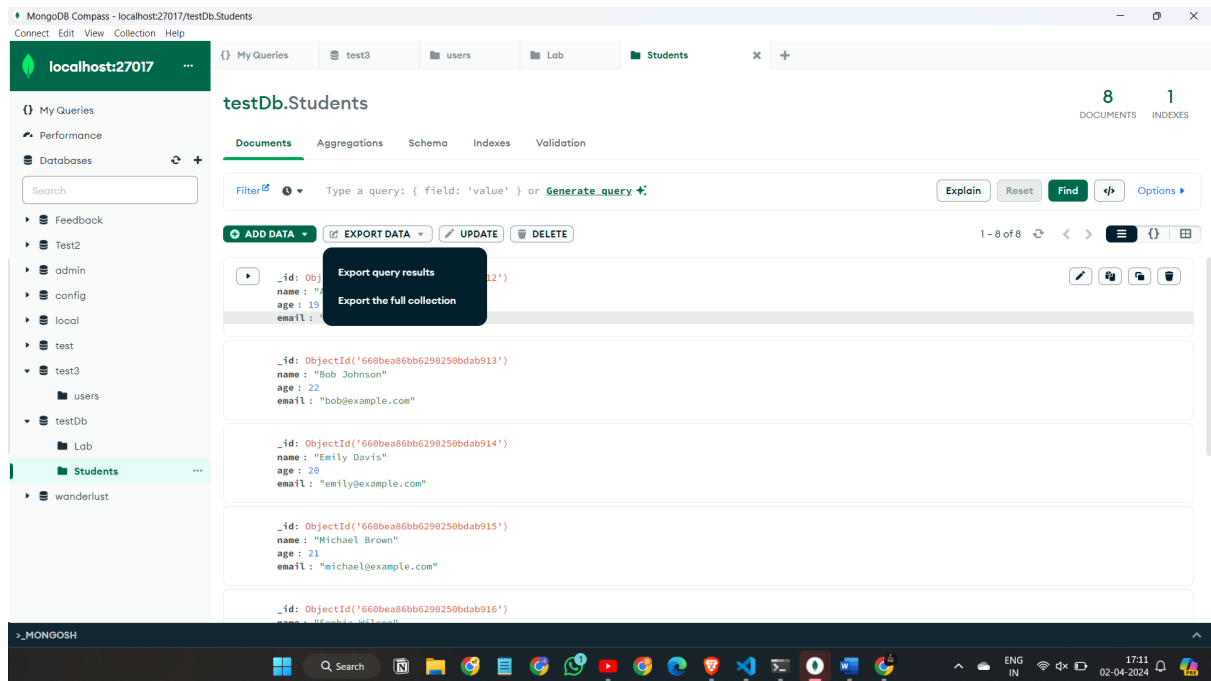 MongoDB Compass - localhost:27017/testDb.Students
Connect Edit View Collection Help
localhost:27017 ...
{} My Queries test3 users Lab Students
{} My Queries
Performance
Databases
Search
Feedback
Test2
admin
config
local
test
test3
users
testDb
Lab
Students ...
wanderlust
testDb.Students
8 DOCUMENTS
1 INDEXES
Documents Aggregations Schema Indexes Validation
Filter Type a query: { field: 'value' } or Generate query Explain Reset Find </> Options
ADD DATA EXPORT DATA UPDATE DELETE 1 – 8 of 8 {}
Export query results
Export the full collection
_id: Obj 12')
name : "A
age : 19
email : "
_id: ObjectId('660bea86bb6290250bdab913')
name : "Bob Johnson"
age : 22
email : "bob@example.com"
_id: ObjectId('660bea86bb6290250bdab914')
name : "Emily Davis"
age : 20
email : "emily@example.com"
_id: ObjectId('660bea86bb6290250bdab915')
name : "Michael Brown"
age : 21
email : "michael@example.com"
_id: ObjectId('660bea86bb6290250bdab916')
name : "Sophia Wilson"
>_MONGOSH
Search
1
ENG
IN
17:11
02-04-2024
PRE